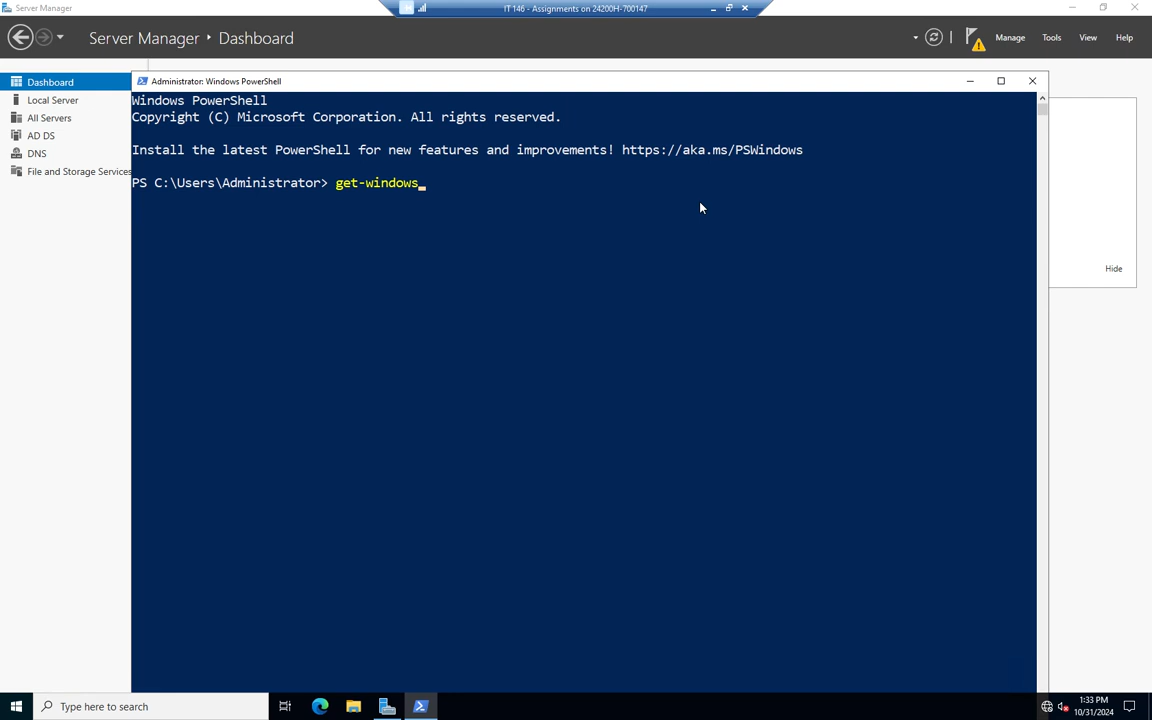 Server Manager
IT 146 - Assignments on 24200H-700147
Server Manager
Dashboard
Manage
Tools
View
Help
Dashboard
Local Server
All Servers
AD DS
DNS
File and Storage Services
Administrator: Windows PowerShell
Windows PowerShell
Copyright (C) Microsoft Corporation. All rights reserved.
Install the latest PowerShell for new features and improvements! https://aka.ms/PSWindows
PS C:\Users\Administrator> get-windows_
Hide
Type here to search
1:33 PM
10/31/2024